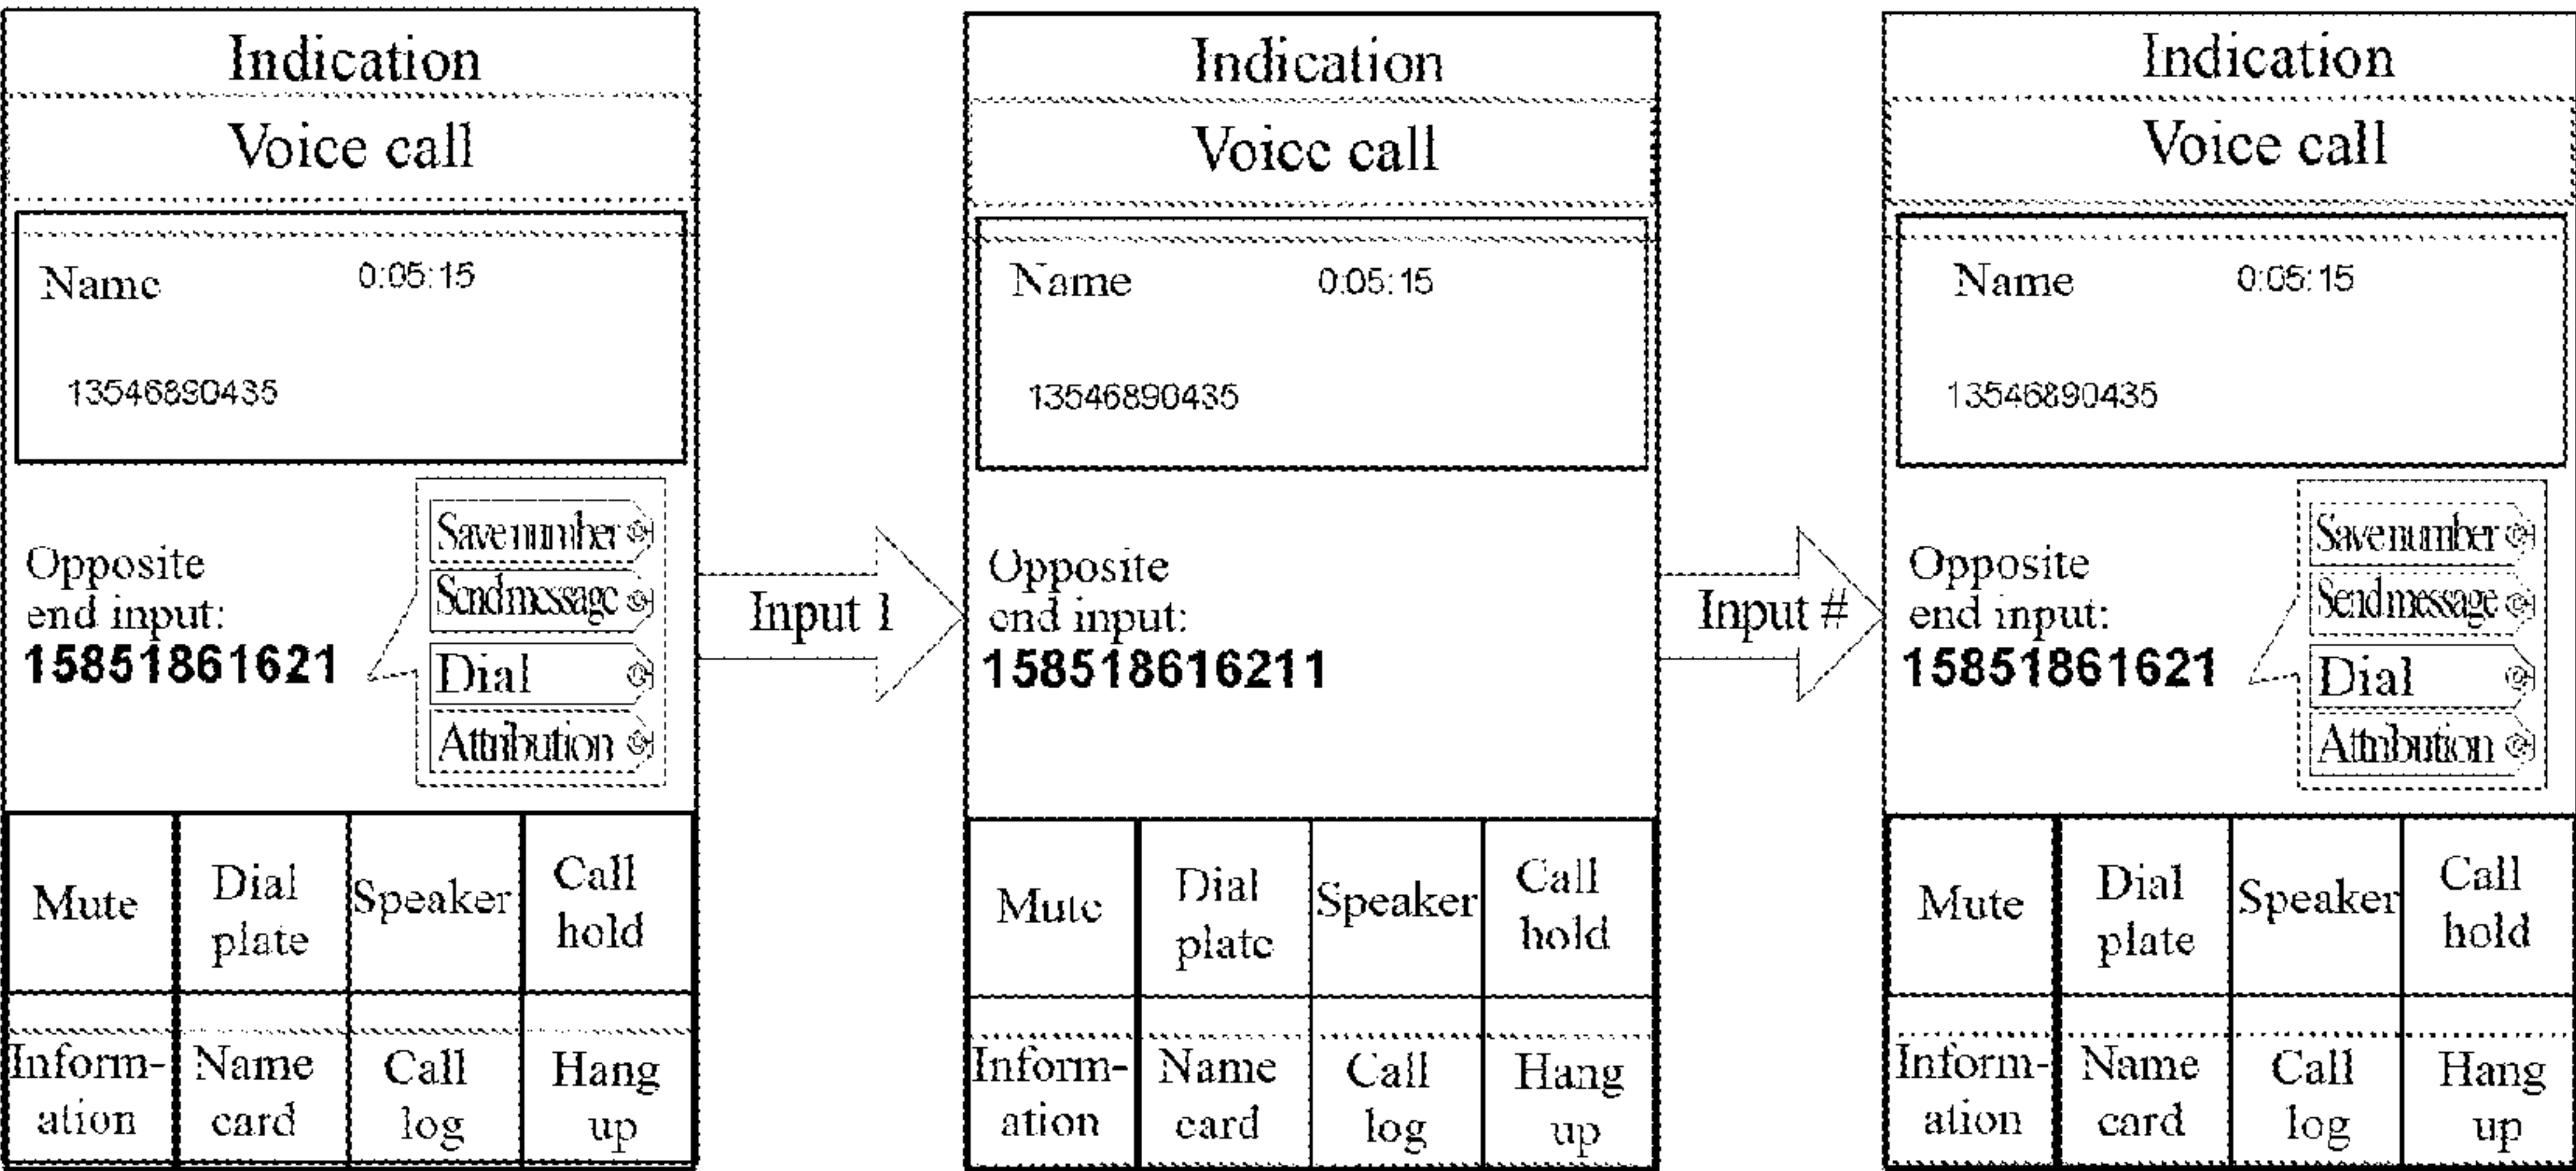 Indication
Voice call
Name 0:05:15
13546890435
Opposite
end input:
15851861621
Save number
Send message
Dial
Attribution
Mute
Dial
plate
Speaker
Call
hold
Inform-
ation
Name
card
Call
log
Hang
up
Input 1
Indication
Voice call
Name 0:05:15
13546890435
Opposite
end input:
158518616211
Mute
Dial
plate
Speaker
Call
hold
Inform-
ation
Name
card
Call
log
Hang
up
Input #
Indication
Voice call
Name 0:05:15
13546890435
Opposite
end input:
15851861621
Save number
Send message
Dial
Attribution
Mute
Dial
plate
Speaker
Call
hold
Inform-
ation
Name
card
Call
log
Hang
up